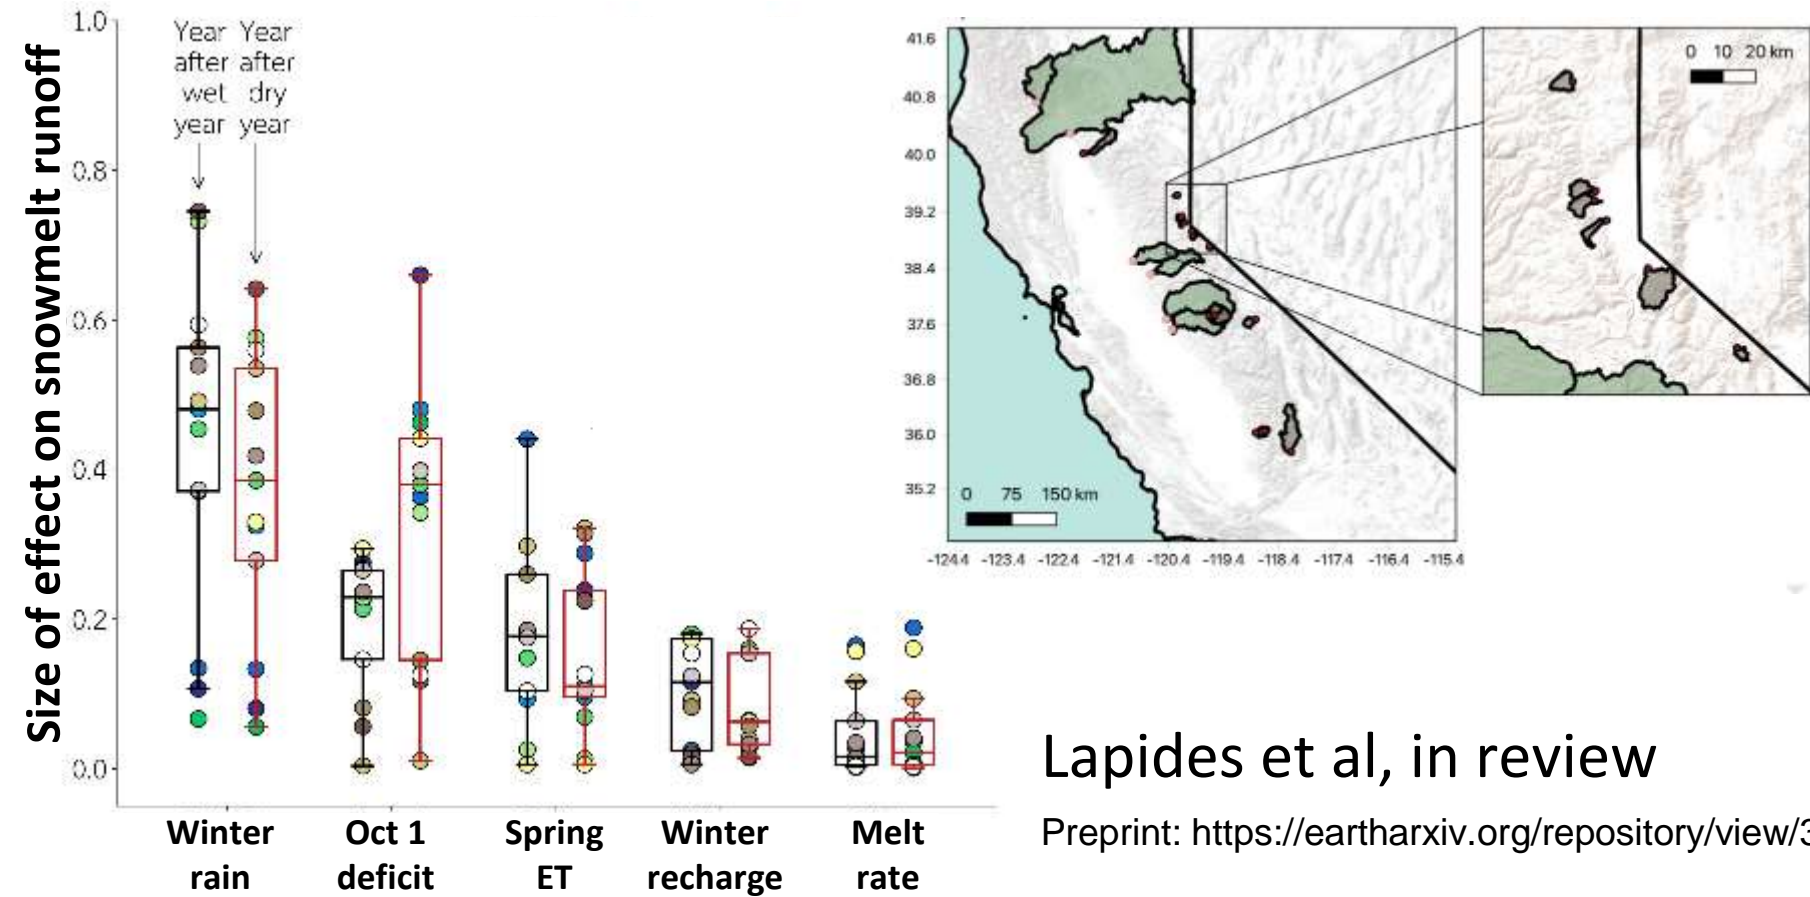 Size of effect on snowmelt runoff
1.0
0.8
0.6
0.4
0.2
0.0
Year Year
after after
wet dry
year year
Winter rain
Oct 1 deficit
Spring ET
Winter recharge
Melt rate
41.6
40.8
40.0
39.2
38.4
37.6
36.8
36.0
35.2
0 75 150 km
-124.4 -123.4 -122.4 -121.4 -120.4 -119.4 -118.4 -117.4 -116.4 -115.4
0 10 20 km
Lapides et al, in review
Preprint: https://eartharxiv.org/repository/view/3